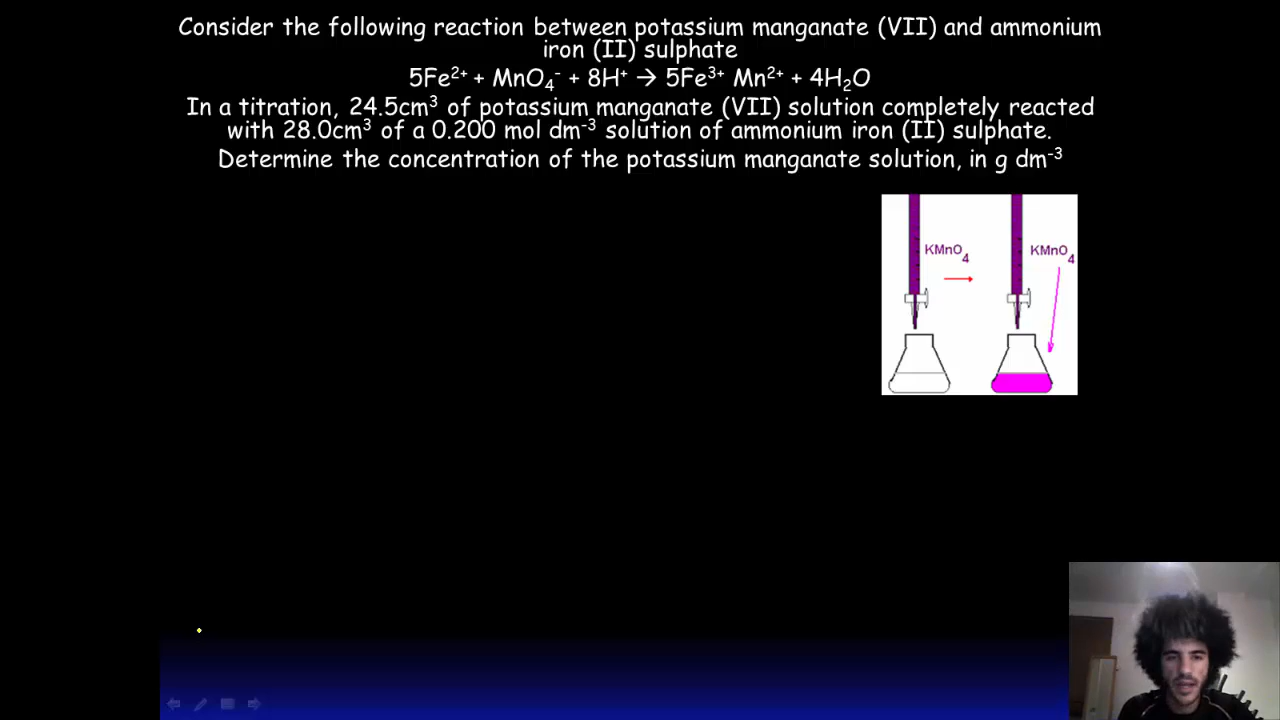 Consider the following reaction between potassium manganate (VII) and ammonium
iron (II) sulphate
5Fe²⁺ + MnO₄⁻ + 8H⁺ → 5Fe³⁺ Mn²⁺ + 4H₂O
In a titration, 24.5cm³ of potassium manganate (VII) solution completely reacted
with 28.0cm³ of a 0.200 mol dm⁻³ solution of ammonium iron (II) sulphate.
Determine the concentration of the potassium manganate solution, in g dm⁻³
KMnO₄
KMnO₄